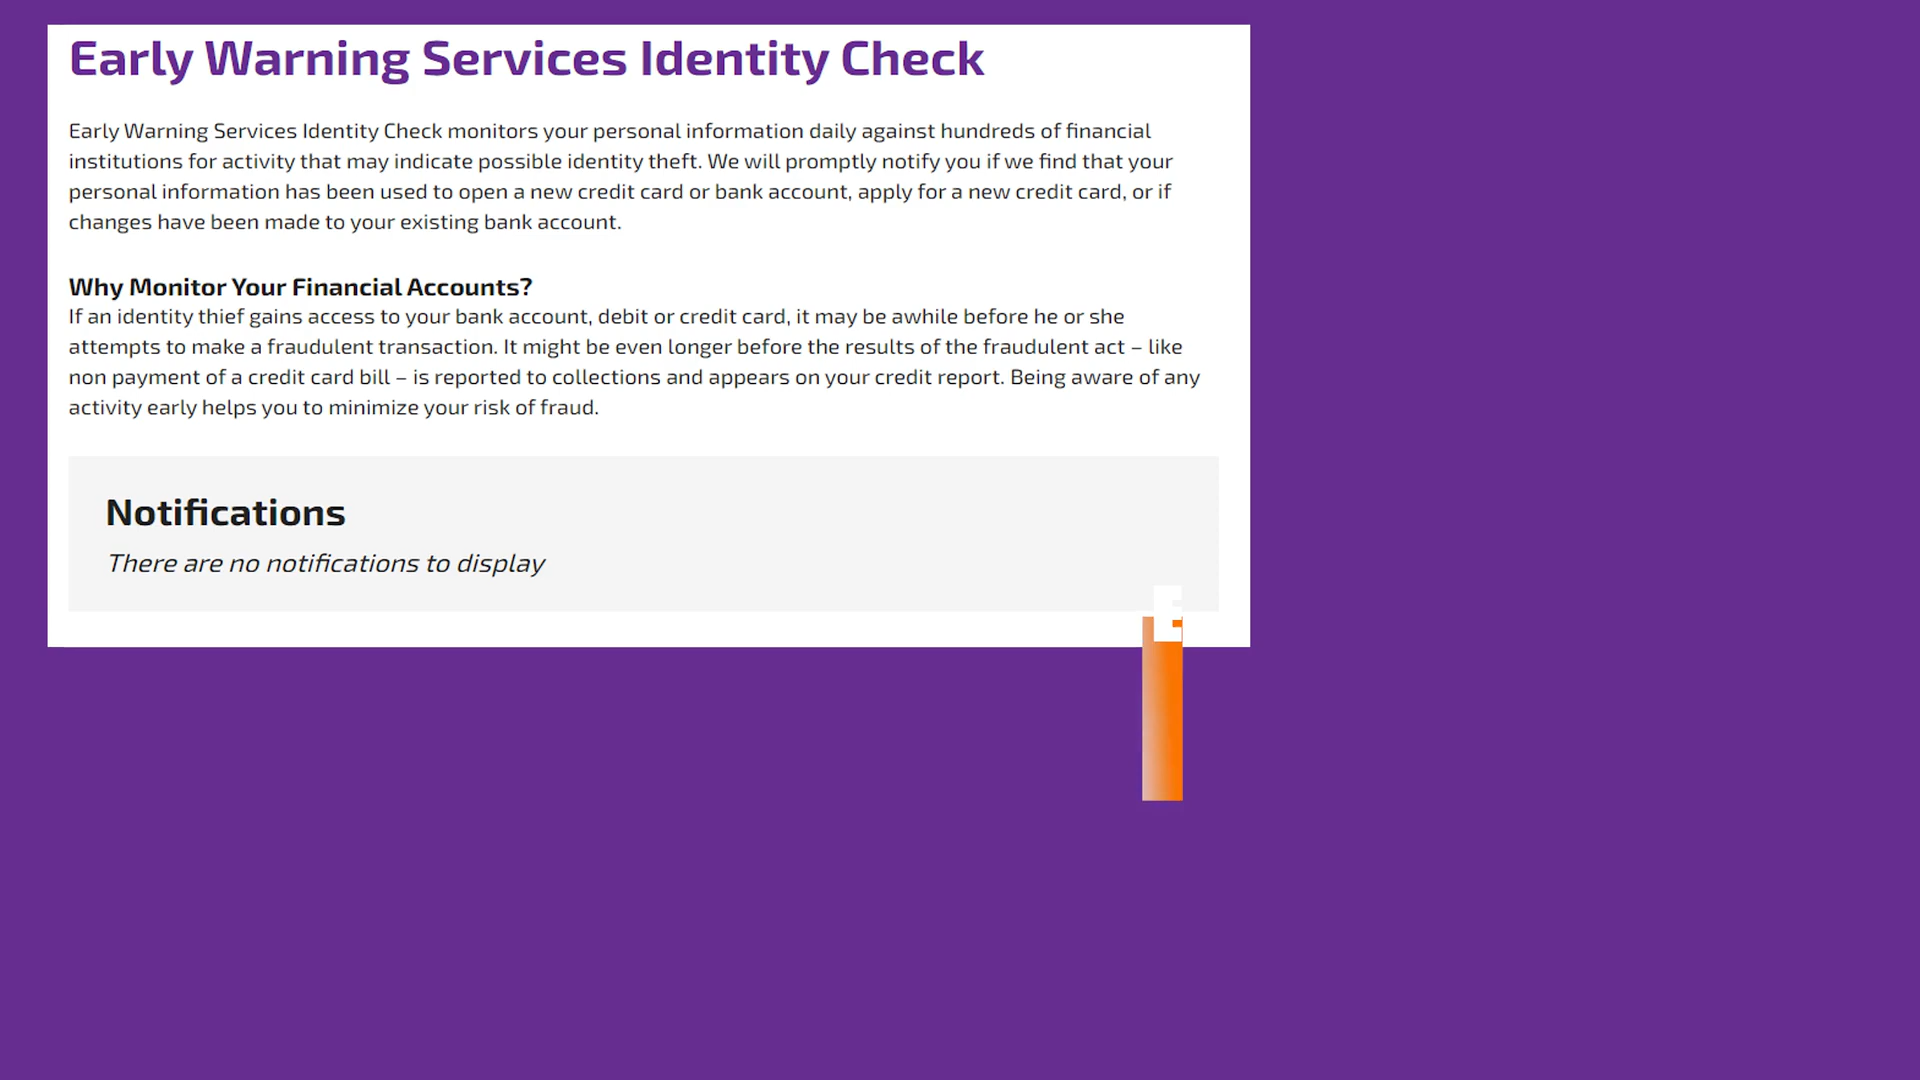 Early Warning Services Identity Check
Early Warning Services Identity Check monitors your personal information daily against hundreds of financial
institutions for activity that may indicate possible identity theft. We will promptly notify you if we find that your
personal information has been used to open a new credit card or bank account, apply for a new credit card, or if
changes have been made to your existing bank account.
Why Monitor Your Financial Accounts?
If an identity thief gains access to your bank account, debit or credit card, it may be awhile before he or she
attempts to make a fraudulent transaction. It might be even longer before the results of the fraudulent act – like
non payment of a credit card bill – is reported to collections and appears on your credit report. Being aware of any
activity early helps you to minimize your risk of fraud.
Notifications
There are no notifications to display